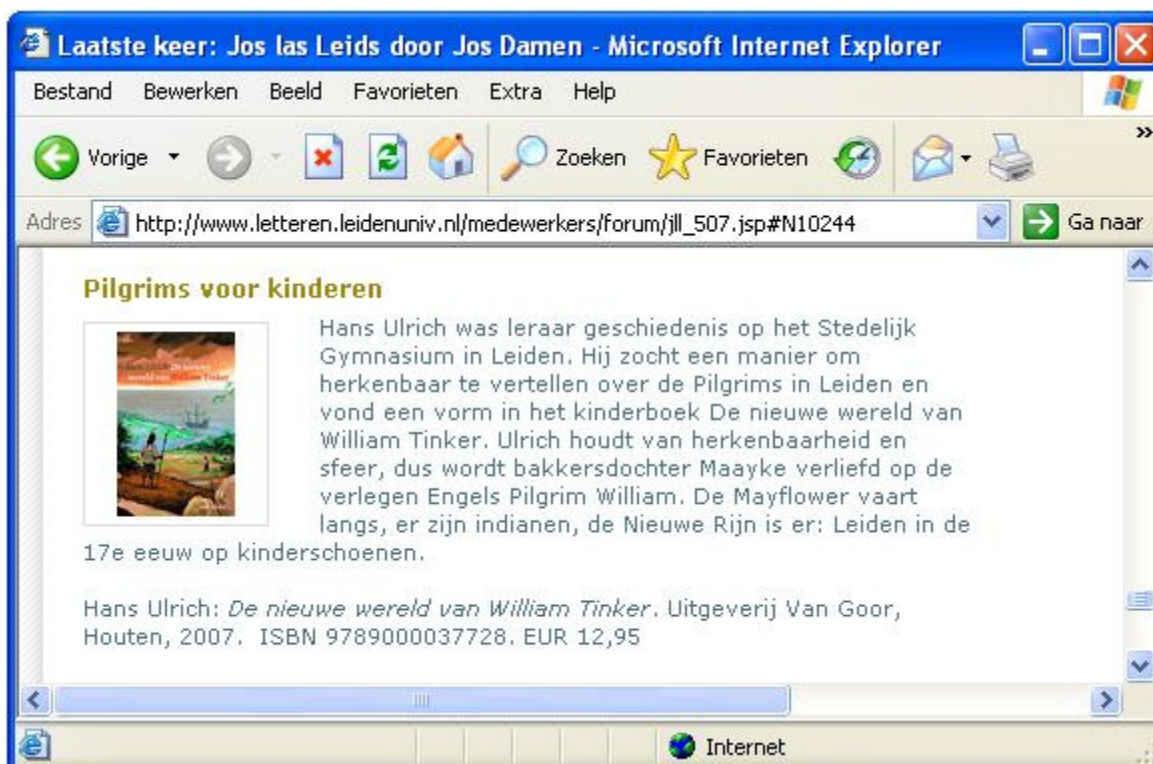 Laatste keer: Jos las Leids door Jos Damen - Microsoft Internet Explorer
Bestand Bewerken Beeld Favorieten Extra Help
Vorige Zoeken Favorieten
Adres http://www.letteren.leidenuniv.nl/medewerkers/forum/jll_507.jsp#N10244 Ga naar
Pilgrims voor kinderen
Hans Ulrich was leraar geschiedenis op het Stedelijk
Gymnasium in Leiden. Hij zocht een manier om
herkenbaar te vertellen over de Pilgrims in Leiden en
vond een vorm in het kinderboek De nieuwe wereld van
William Tinker. Ulrich houdt van herkenbaarheid en
sfeer, dus wordt bakkersdochter Maayke verliefd op de
verlegen Engels Pilgrim William. De Mayflower vaart
langs, er zijn indianen, de Nieuwe Rijn is er: Leiden in de
17e eeuw op kinderschoenen.
Hans Ulrich: De nieuwe wereld van William Tinker. Uitgeverij Van Goor,
Houten, 2007. ISBN 9789000037728. EUR 12,95
Internet